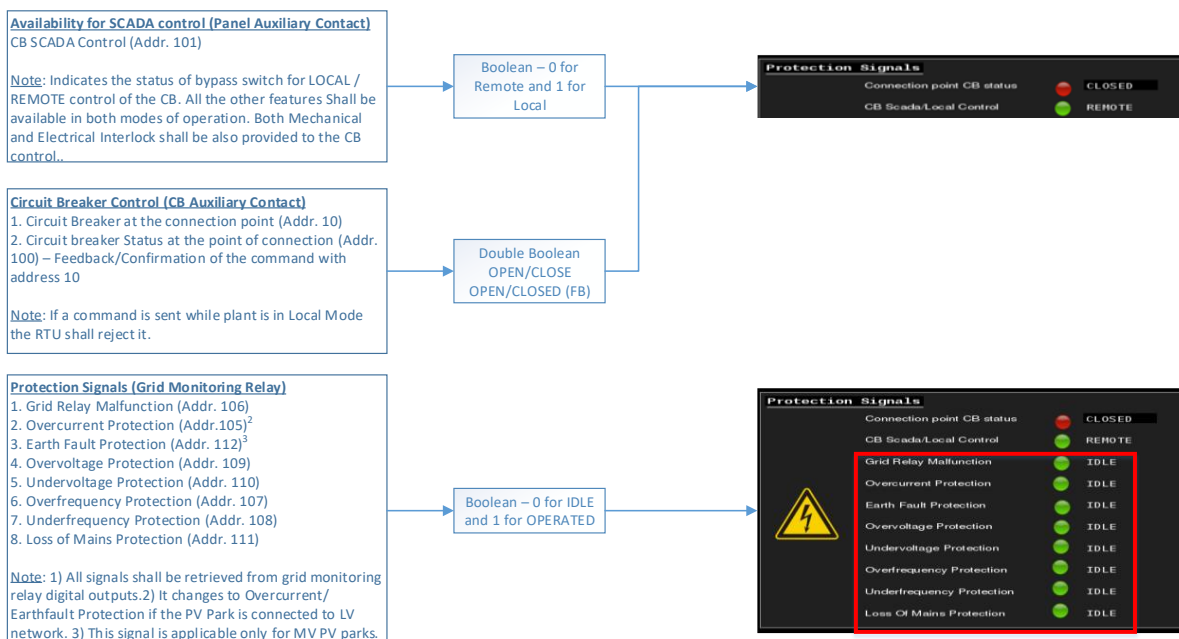 Availability for SCADA control (Panel Auxiliary Contact)
CB SCADA Control (Addr. 101)
Note: Indicates the status of bypass switch for LOCAL /
REMOTE control of the CB. All the other features Shall be
available in both modes of operation. Both Mechanical
and Electrical Interlock shall be also provided to the CB
control..
Boolean – 0 for
Remote and 1 for
Local
Protection Signals
Connection point CB status CLOSED
CB Scada/Local Control REMOTE
Circuit Breaker Control (CB Auxiliary Contact)
1. Circuit Breaker at the connection point (Addr. 10)
2. Circuit breaker Status at the point of connection (Addr.
100) – Feedback/Confirmation of the command with
address 10
Note: If a command is sent while plant is in Local Mode
the RTU shall reject it.
Double Boolean
OPEN/CLOSE
OPEN/CLOSED (FB)
Protection Signals (Grid Monitoring Relay)
1. Grid Relay Malfunction (Addr. 106)
2. Overcurrent Protection (Addr.105)²
3. Earth Fault Protection (Addr. 112)³
4. Overvoltage Protection (Addr. 109)
5. Undervoltage Protection (Addr. 110)
6. Overfrequency Protection (Addr. 107)
7. Underfrequency Protection (Addr. 108)
8. Loss of Mains Protection (Addr. 111)
Note: 1) All signals shall be retrieved from grid monitoring
relay digital outputs.2) It changes to Overcurrent/
Earthfault Protection if the PV Park is connected to LV
network. 3) This signal is applicable only for MV PV parks.
Boolean – 0 for IDLE
and 1 for OPERATED
Protection Signals
Connection point CB status CLOSED
CB Scada/Local Control REMOTE
Grid Relay Malfunction IDLE
Overcurrent Protection IDLE
Earth Fault Protection IDLE
Overvoltage Protection IDLE
Undervoltage Protection IDLE
Overfrequency Protection IDLE
Underfrequency Protection IDLE
Loss Of Mains Protection IDLE